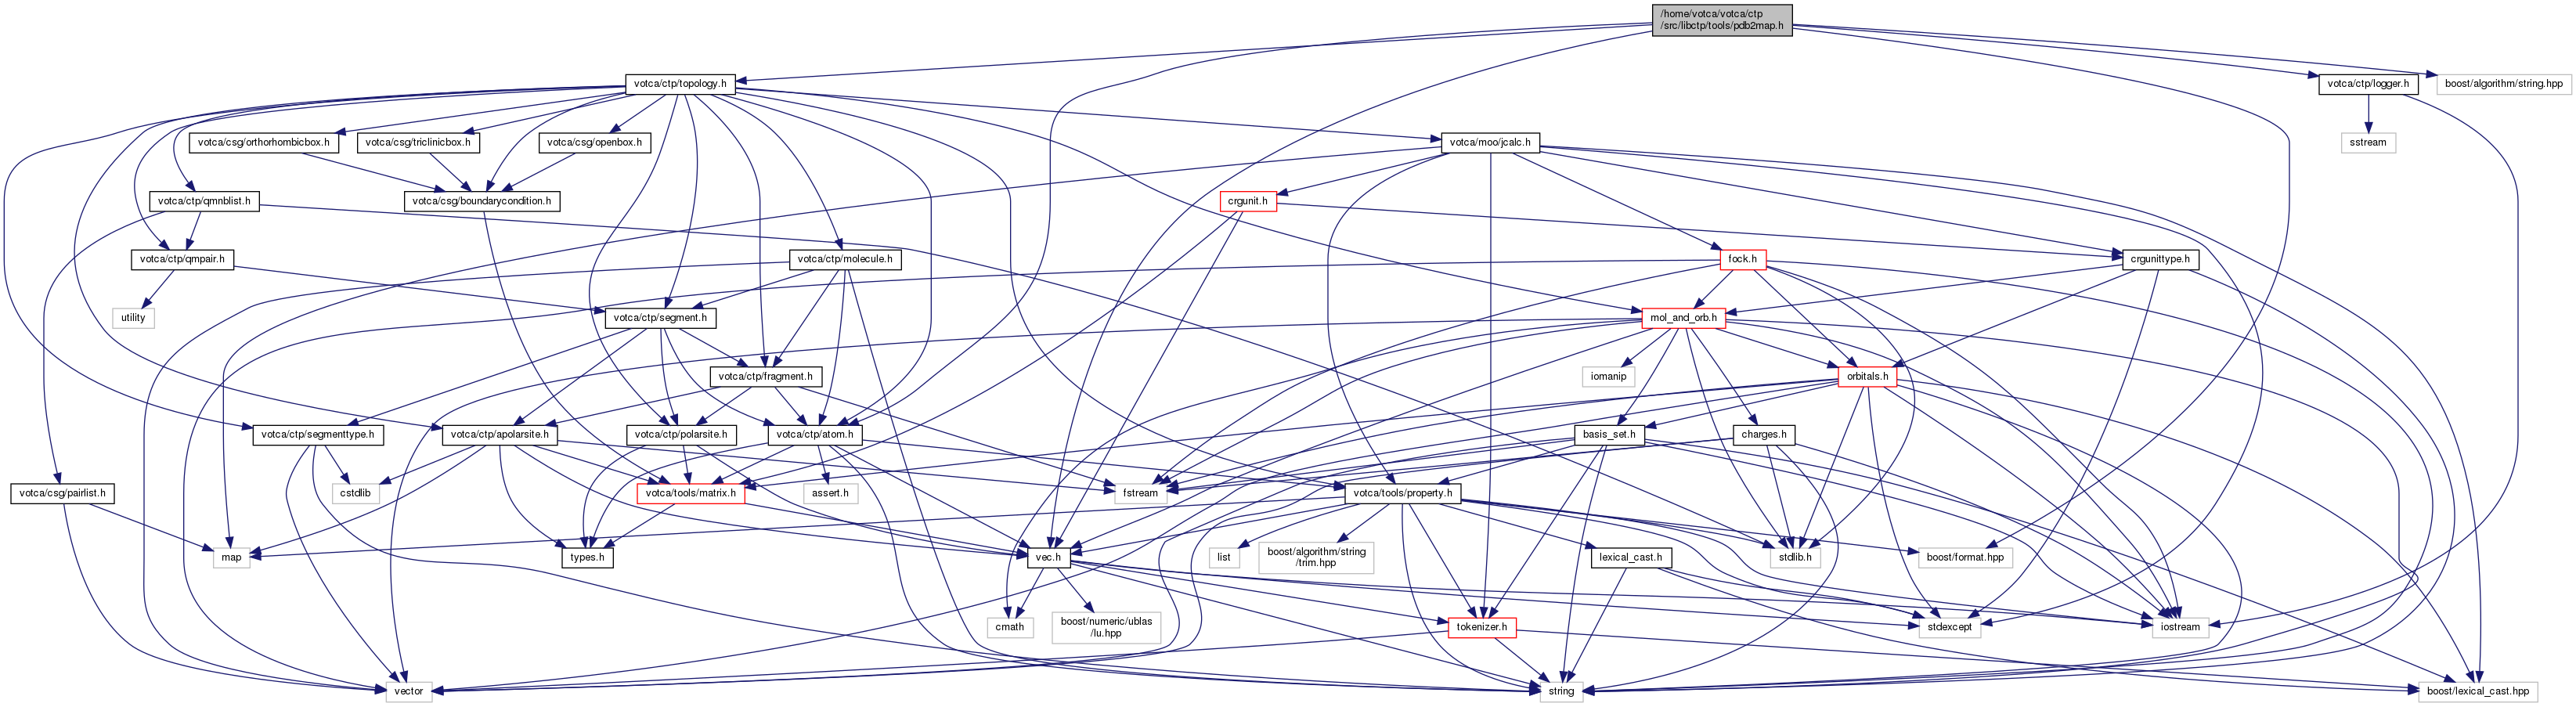 /home/votca/votca/ctp
/src/libctp/tools/pdb2map.h
votca/ctp/topology.h
votca/ctp/logger.h
boost/algorithm/string.hpp
votca/csg/orthorhombicbox.h
votca/csg/triclinicbox.h
votca/csg/openbox.h
votca/moo/jcalc.h
sstream
votca/ctp/qmnblist.h
votca/csg/boundarycondition.h
crgunit.h
votca/ctp/qmpair.h
votca/ctp/molecule.h
fock.h
crgunittype.h
utility
votca/ctp/segment.h
mol_and_orb.h
votca/ctp/fragment.h
iomanip
orbitals.h
votca/ctp/segmenttype.h
votca/ctp/apolarsite.h
votca/ctp/polarsite.h
votca/ctp/atom.h
basis_set.h
charges.h
votca/csg/pairlist.h
cstdlib
votca/tools/matrix.h
assert.h
fstream
votca/tools/property.h
map
types.h
vec.h
list
boost/algorithm/string
/trim.hpp
lexical_cast.h
stdlib.h
boost/format.hpp
cmath
boost/numeric/ublas
/lu.hpp
tokenizer.h
stdexcept
iostream
vector
string
boost/lexical_cast.hpp